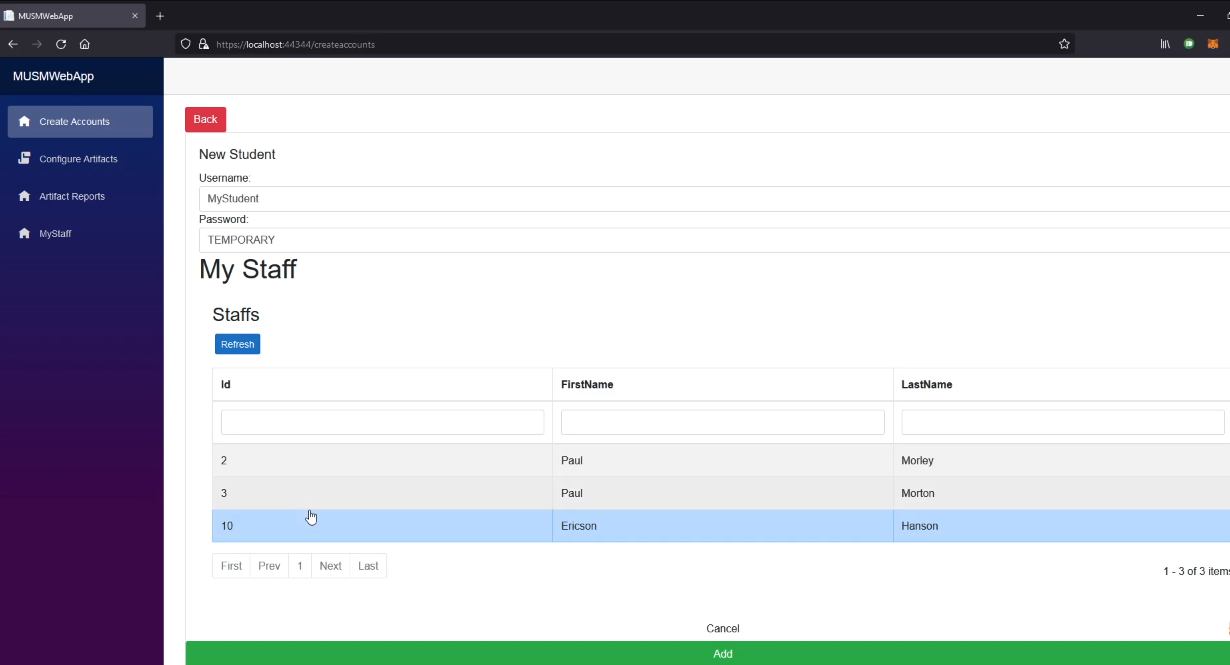 MUSMWebApp
https://localhost:44344/createaccounts
MUSMWebApp
Create Accounts
Configure Artifacts
Artifact Reports
MyStaff
Back
New Student
Username:
MyStudent
Password:
TEMPORARY
My Staff
Staffs
Refresh
Id FirstName LastName
2 Paul Morley
3 Paul Morton
10 Ericson Hanson
First Prev 1 Next Last
1 - 3 of 3 items
Cancel
Add